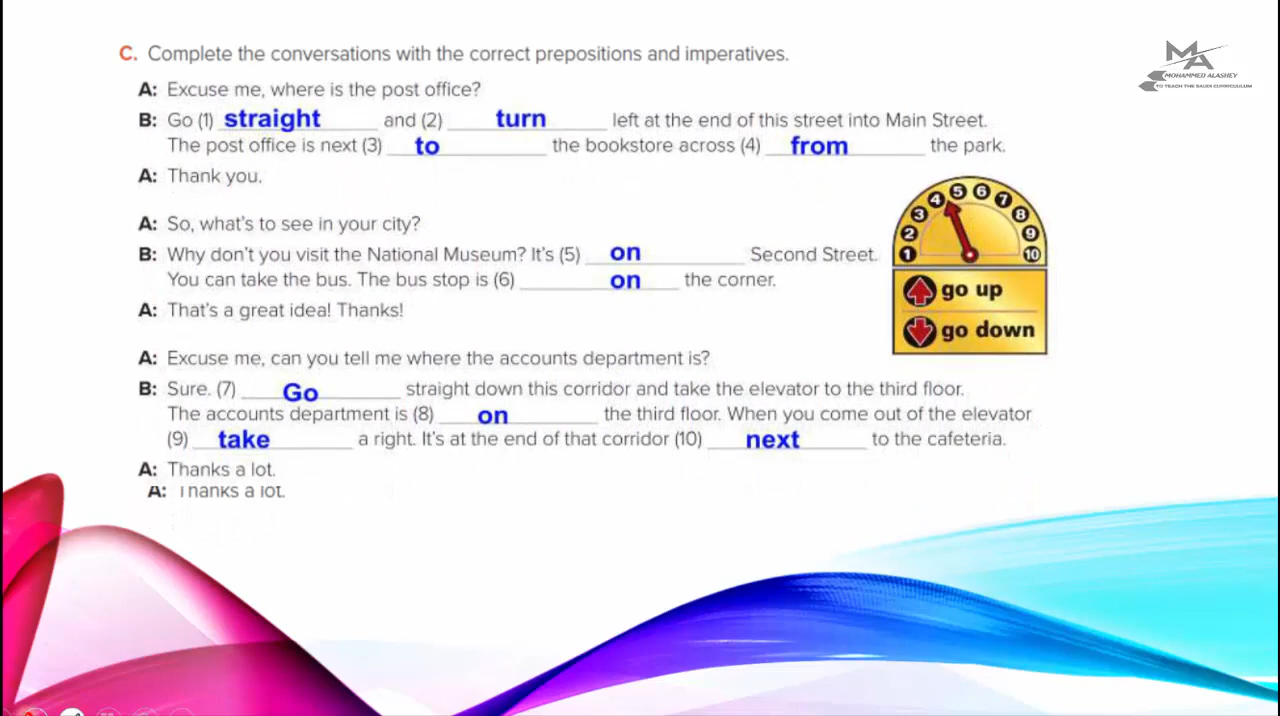 C. Complete the conversations with the correct prepositions and imperatives.
MA
MOHAMMED ALASHEY
TO TEACH THE SAUDI CURRICULUM
A: Excuse me, where is the post office?
B: Go (1) straight and (2) turn left at the end of this street into Main Street.
The post office is next (3) to the bookstore across (4) from the park.
A: Thank you.
A: So, what's to see in your city?
B: Why don't you visit the National Museum? It's (5) on Second Street.
You can take the bus. The bus stop is (6) on the corner.
A: That's a great idea! Thanks!
1 2 3 4 5 6 7 8 9 10
go up
go down
A: Excuse me, can you tell me where the accounts department is?
B: Sure. (7) Go straight down this corridor and take the elevator to the third floor.
The accounts department is (8) on the third floor. When you come out of the elevator
(9) take a right. It's at the end of that corridor (10) next to the cafeteria.
A: Thanks a lot.
A: Thanks a lot.